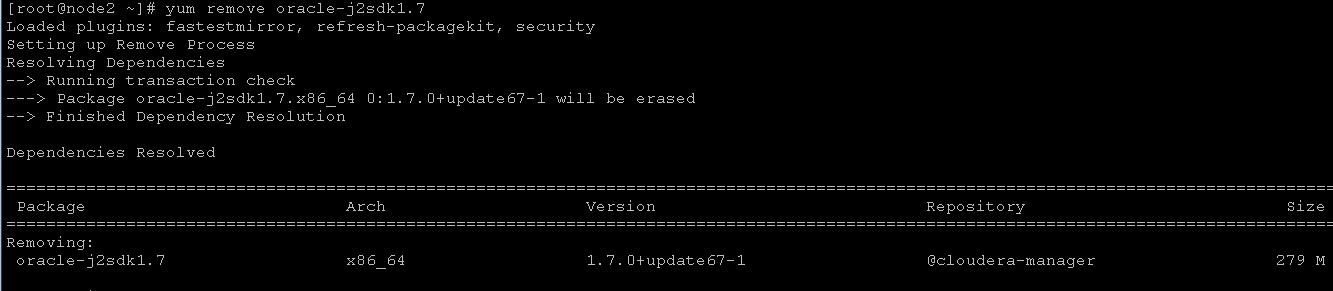 [root@node2 ~]# yum remove oracle-j2sdk1.7
Loaded plugins: fastestmirror, refresh-packagekit, security
Setting up Remove Process
Resolving Dependencies
--> Running transaction check
---> Package oracle-j2sdk1.7.x86_64 0:1.7.0+update67-1 will be erased
--> Finished Dependency Resolution
Dependencies Resolved
Package Arch Version Repository Size
Removing:
oracle-j2sdk1.7 x86_64 1.7.0+update67-1 @cloudera-manager 279 M